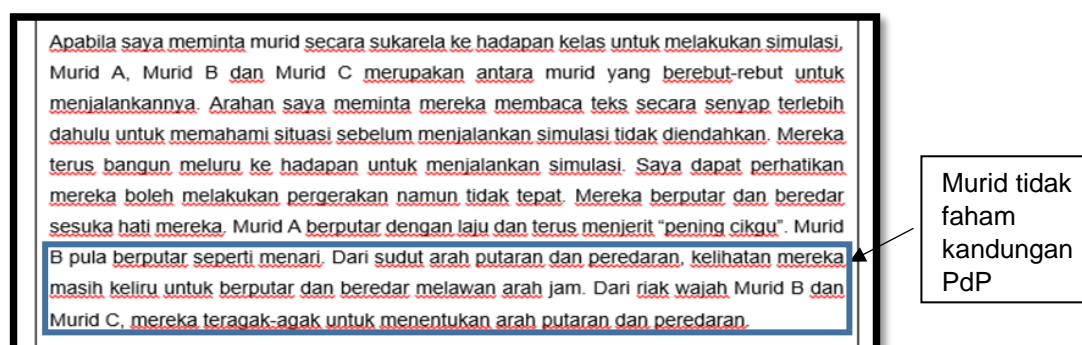 Apabila saya meminta murid secara sukarela ke hadapan kelas untuk melakukan simulasi,
Murid A, Murid B dan Murid C merupakan antara murid yang berebut-rebut untuk
menjalankannya. Arahan saya meminta mereka membaca teks secara senyap terlebih
dahulu untuk memahami situasi sebelum menjalankan simulasi tidak diendahkan. Mereka
terus bangun meluru ke hadapan untuk menjalankan simulasi. Saya dapat perhatikan
mereka boleh melakukan pergerakan namun tidak tepat. Mereka berputar dan beredar
sesuka hati mereka. Murid A berputar dengan laju dan terus menjerit “pening cikgu”. Murid
B pula berputar seperti menari. Dari sudut arah putaran dan peredaran, kelihatan mereka
masih keliru untuk berputar dan beredar melawan arah jam. Dari riak wajah Murid B dan
Murid C, mereka teragak-agak untuk menentukan arah putaran dan peredaran.
Murid tidak
faham
kandungan
PdP